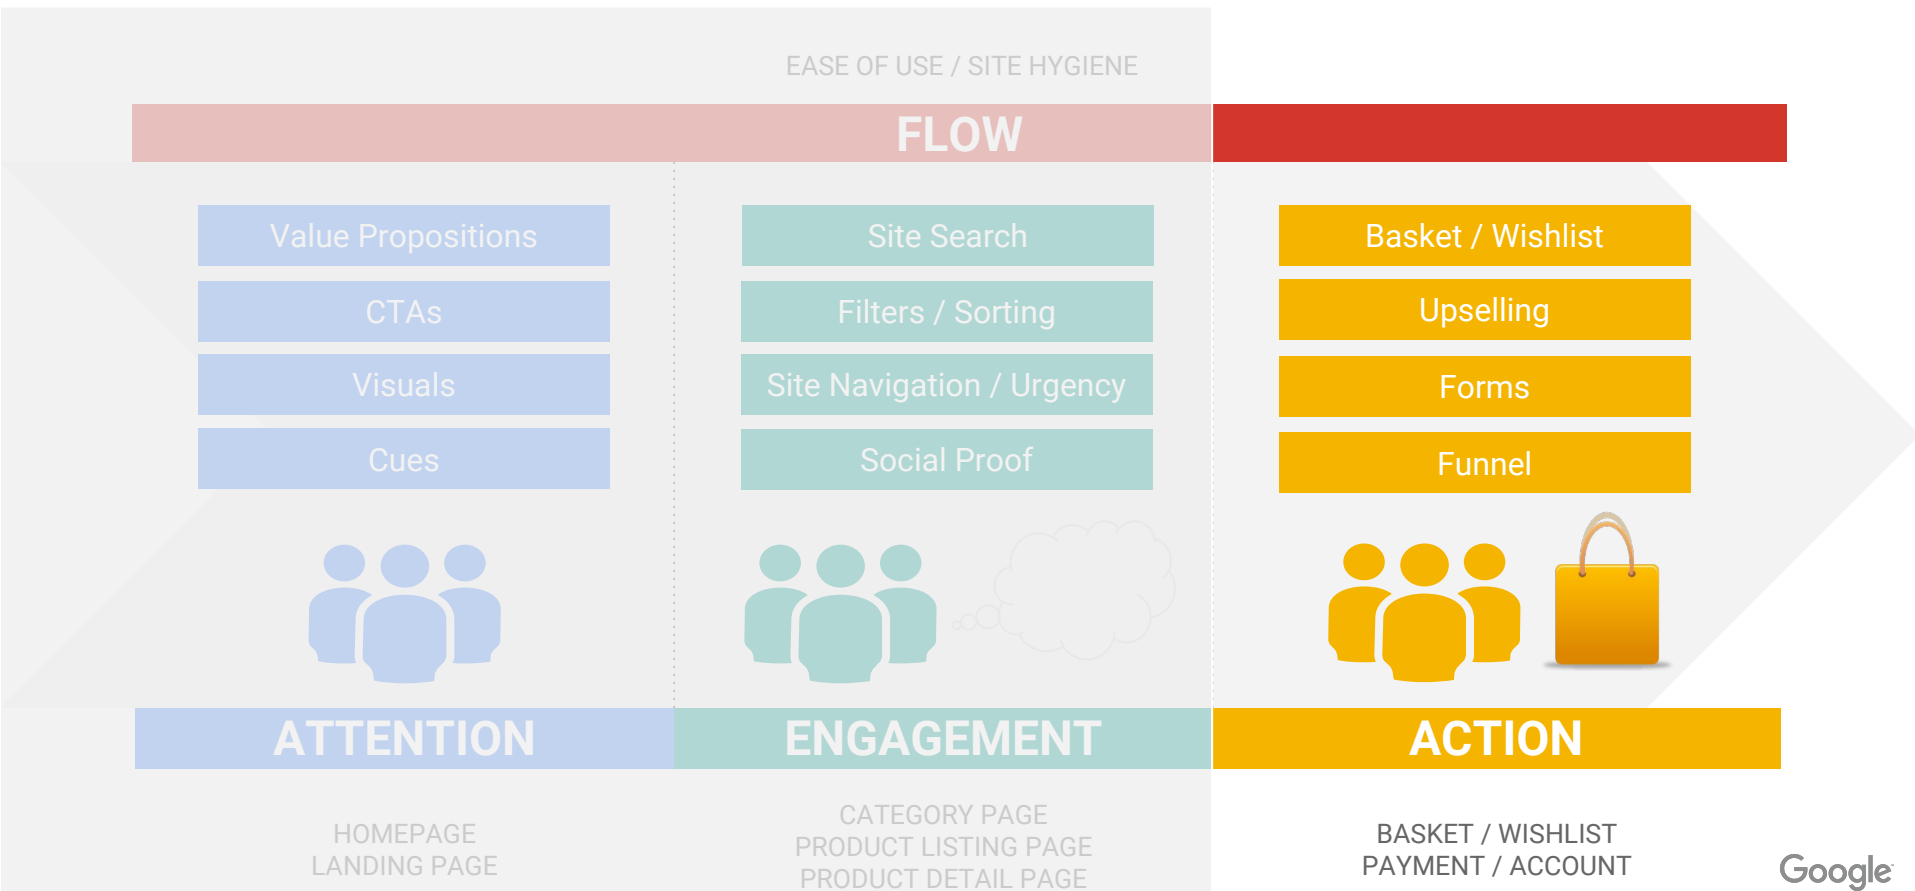 EASE OF USE / SITE HYGIENE
FLOW
Value Propositions
CTAs
Visuals
Cues
Site Search
Filters / Sorting
Site Navigation / Urgency
Social Proof
Basket / Wishlist
Upselling
Forms
Funnel
ATTENTION
ENGAGEMENT
ACTION
HOMEPAGE
LANDING PAGE
CATEGORY PAGE
PRODUCT LISTING PAGE
PRODUCT DETAIL PAGE
BASKET / WISHLIST
PAYMENT / ACCOUNT
Google